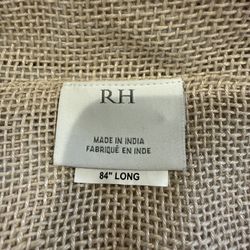 RH
MADE IN INDIA
FABRIQUÉ EN INDE
84" LONG